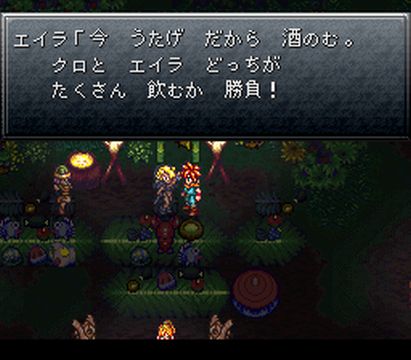 エイラ「今　うたげ　だから　酒のむ。
クロと　エイラ　どっちが
たくさん　飲むか　勝負！